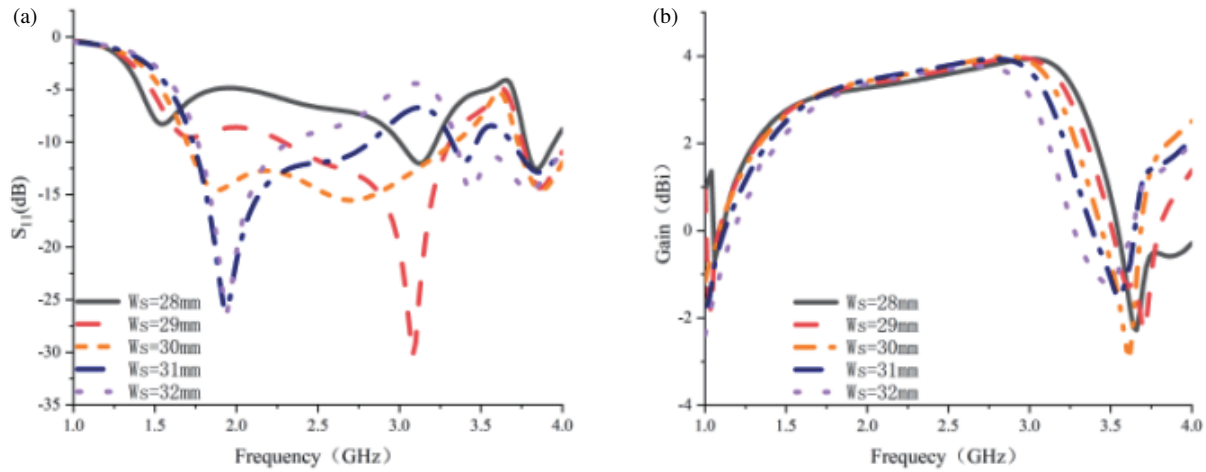 (a)
0
-5
-10
-15
-20
-25
-30
-35
S11(dB)
Ws=28mm
Ws=29mm
Ws=30mm
Ws=31mm
Ws=32mm
1.0 1.5 2.0 2.5 3.0 3.5 4.0
Frequency（GHz）
(b)
4
2
0
-2
-4
Gain（dBi）
Ws=28mm
Ws=29mm
Ws=30mm
Ws=31mm
Ws=32mm
1.0 1.5 2.0 2.5 3.0 3.5 4.0
Frequecy（GHz）